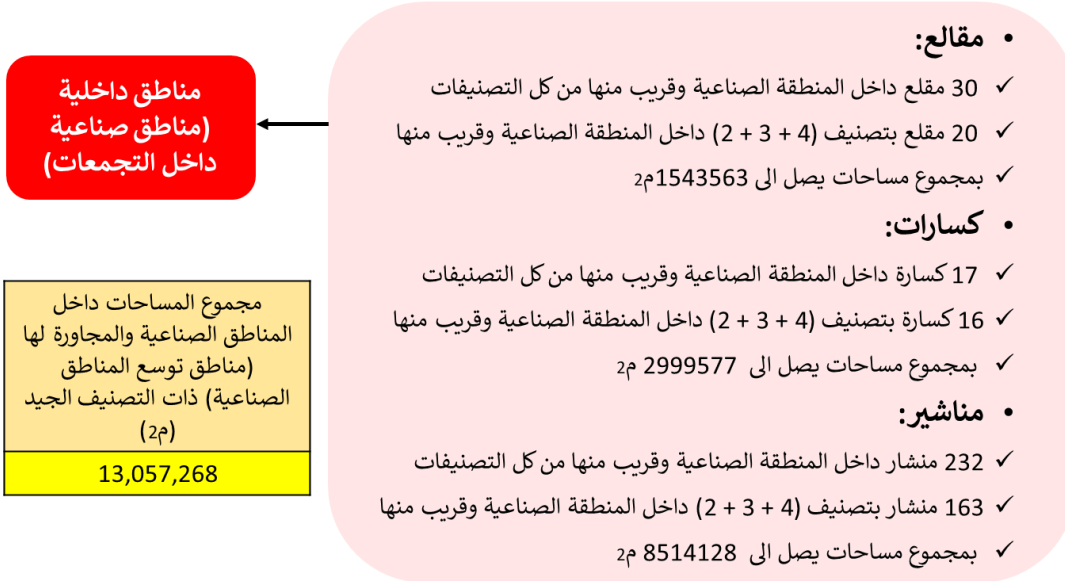 • مقالع:
✓ 30 مقلع داخل المنطقة الصناعية وقريب منها من كل التصنيفات
✓ 20 مقلع بتصنيف (4 + 3 + 2) داخل المنطقة الصناعية وقريب منها
✓ بمجموع مساحات يصل الى 1543563م2
• كسارات:
✓ 17 كسارة داخل المنطقة الصناعية وقريب منها من كل التصنيفات
✓ 16 كسارة بتصنيف (4 + 3 + 2) داخل المنطقة الصناعية وقريب منها
✓ بمجموع مساحات يصل الى 2999577 م2
• مناشير:
✓ 232 منشار داخل المنطقة الصناعية وقريب منها من كل التصنيفات
✓ 163 منشار بتصنيف (4 + 3 + 2) داخل المنطقة الصناعية وقريب منها
✓ بمجموع مساحات يصل الى 8514128 م2
مناطق داخلية
(مناطق صناعية
داخل التجمعات)
مجموع المساحات داخل
المناطق الصناعية والمجاورة لها
(مناطق توسع المناطق
الصناعية) ذات التصنيف الجيد
(م2)
13,057,268